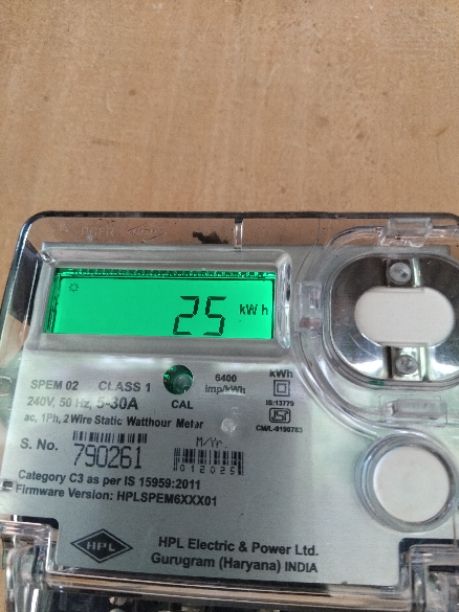 25 kWh
SPEM 02 CLASS 1
240V, 50 Hz, 5-30A
ac, 1Ph, 2 Wire Static Watthour Meter
CAL
6400
imp/kWh
kWh
IS:13779
CM/L-9190783
S. No. 790261
M/Yr.
012025
Category C3 as per IS 15959:2011
Firmware Version: HPLSPEM6XXX01
HPL
HPL Electric & Power Ltd.
Gurugram (Haryana) INDIA